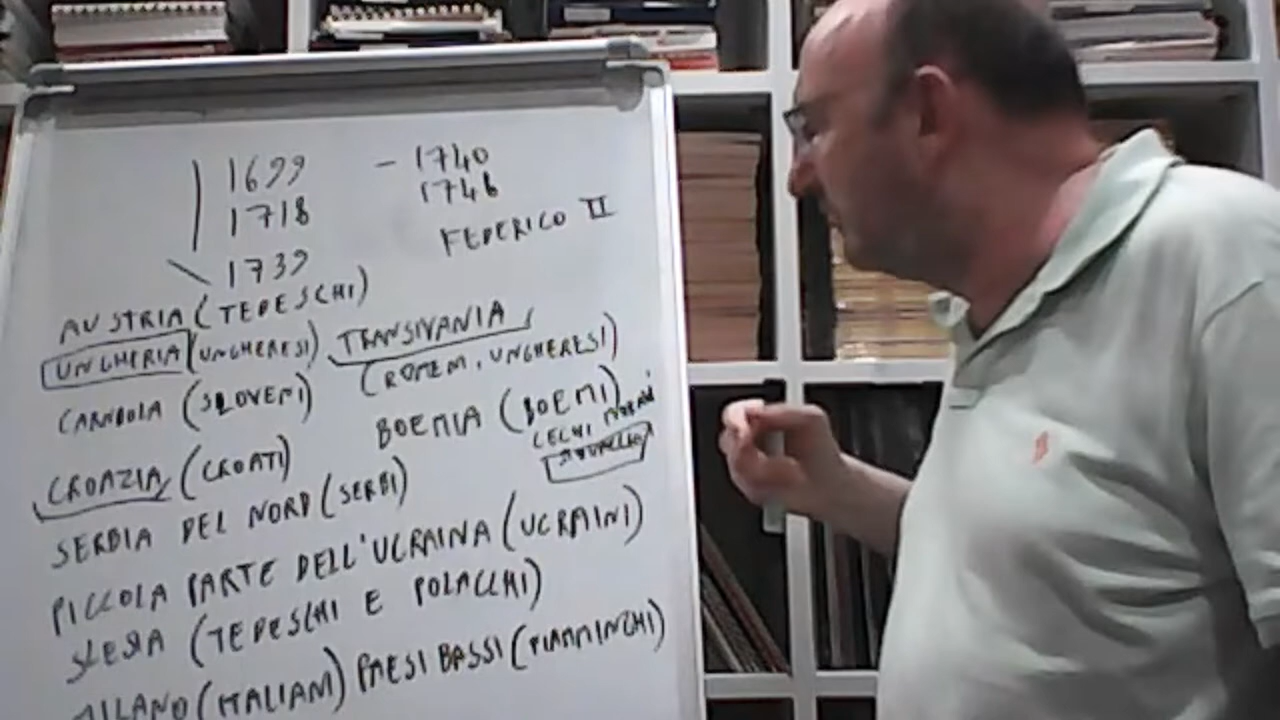 1699 - 1740
1718 1746
1739 FEDERICO II
AUSTRIA (TEDESCHI)
UNGHERIA (UNGHERESI) TRANSIVANIA
(ROMENI, UNGHERESI)
CARNIOLA (SLOVENI)
BOEMIA (BOEMI)
CECHI MORAVI
CROAZIA (CROATI)
SERBIA DEL NORD (SERBI)
PICCOLA PARTE DELL'UCRAINA (UCRAINI)
SLESIA (TEDESCHI E POLACCHI)
MILANO (ITALIANI) PAESI BASSI (FIAMMINGHI)